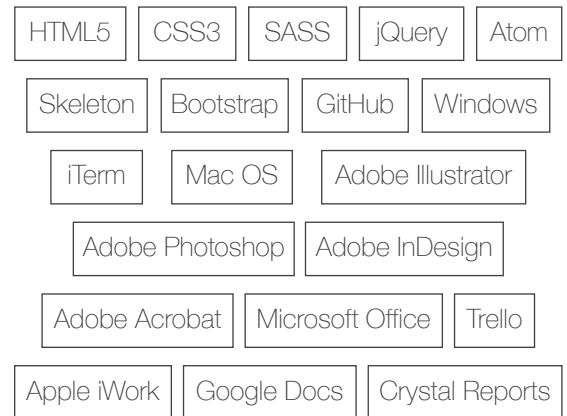 HTML5 CSS3 SASS jQuery Atom
Skeleton Bootstrap GitHub Windows
iTerm Mac OS Adobe Illustrator
Adobe Photoshop Adobe InDesign
Adobe Acrobat Microsoft Office Trello
Apple iWork Google Docs Crystal Reports